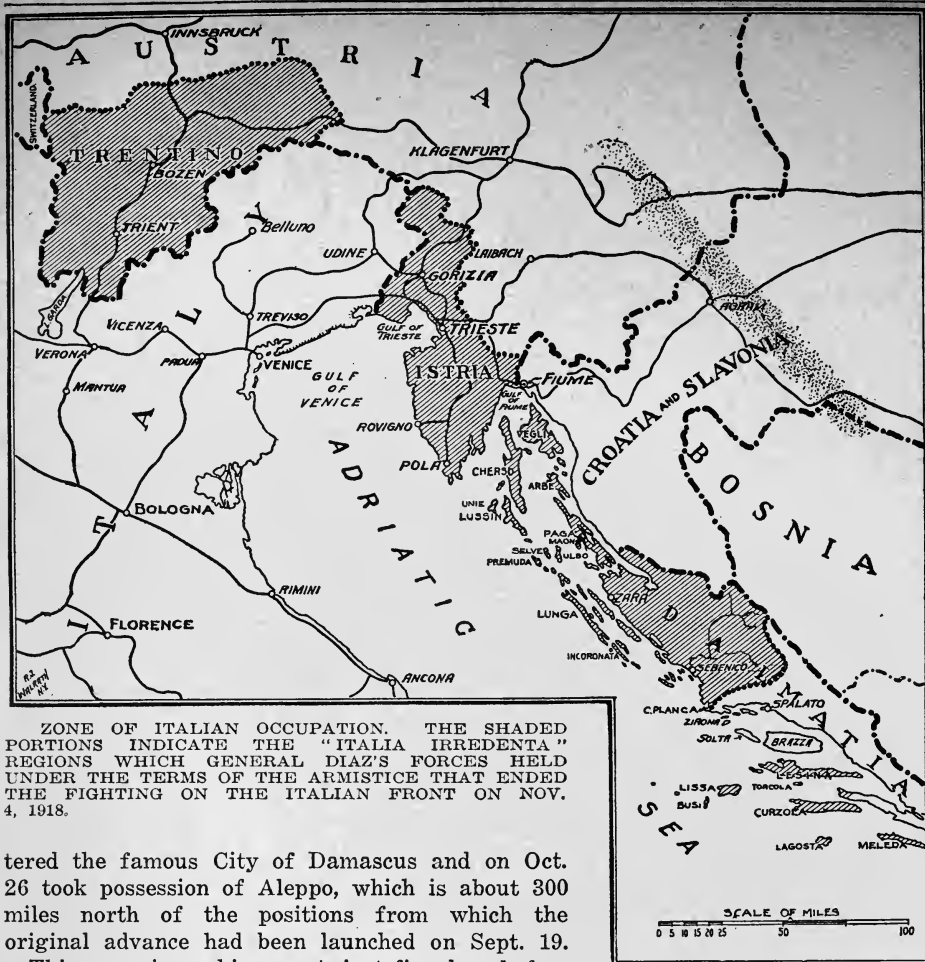 INNSBRUCK
AUSTRIA
SWITZERLAND
TRENTINO
BOZEN
KLAGENFURT
TRIENT
Belluno
UDINE
LAIBACH
GORIZIA
L. GARDA
TREVISO
VICENZA
GULF OF
TRIESTE
TRIESTE
AGRAM
VERONA
PADUA
VENICE
ISTRIA
FIUME
MANTUA
GULF
OF
VENICE
GULF
OF
FIUME
CROATIA AND SLAVONIA
ROVIGNO
VEGLIA
POLA
CHERSO
ARBE
BOSNIA
BOLOGNA
UNIE
LUSSIN
ADRIATIC
PAGA
MAON
SELVE
ULBO
PREMUDA
RIMINI
ZARA
LUNGA
ITALY
FLORENCE
INCORONATA
DALMATIA
SEBENICO
ANCONA
R.S.
WALRATH
N.Y.
C.PLANCA
SPALATO
ZIRONA
SOLTA
BRAZZA
LESINA
TORCOLA
LISSA
BUSI
CURZOLA
SEA
LAGOSTA
MELEDA
SCALE OF MILES
0 5 10 15 20 25 50 100
ZONE OF ITALIAN OCCUPATION. THE SHADED
PORTIONS INDICATE THE "ITALIA IRREDENTA"
REGIONS WHICH GENERAL DIAZ'S FORCES HELD
UNDER THE TERMS OF THE ARMISTICE THAT ENDED
THE FIGHTING ON THE ITALIAN FRONT ON NOV.
4, 1918.
tered the famous City of Damascus and on Oct.
26 took possession of Aleppo, which is about 300
miles north of the positions from which the
original advance had been launched on Sept. 19.